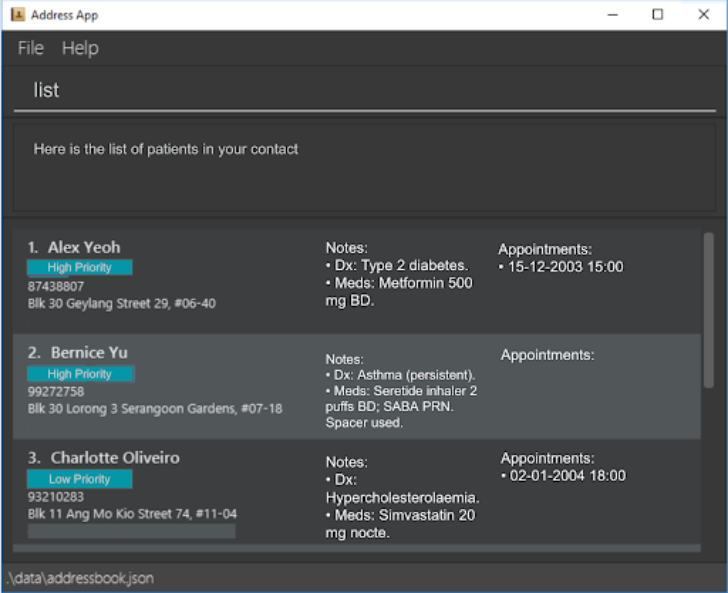 Address App
File Help
list
Here is the list of patients in your contact
1. Alex Yeoh
High Priority
87438807
Blk 30 Geylang Street 29, #06-40
Notes:
• Dx: Type 2 diabetes.
• Meds: Metformin 500
mg BD.
Appointments:
• 15-12-2003 15:00
2. Bernice Yu
High Priority
99272758
Blk 30 Lorong 3 Serangoon Gardens, #07-18
Notes:
• Dx: Asthma (persistent).
• Meds: Seretide inhaler 2
puffs BD; SABA PRN.
Spacer used.
Appointments:
3. Charlotte Oliveiro
Low Priority
93210283
Blk 11 Ang Mo Kio Street 74, #11-04
Notes:
• Dx:
Hypercholesterolaemia.
• Meds: Simvastatin 20
mg nocte.
Appointments:
• 02-01-2004 18:00
.\data\addressbook.json